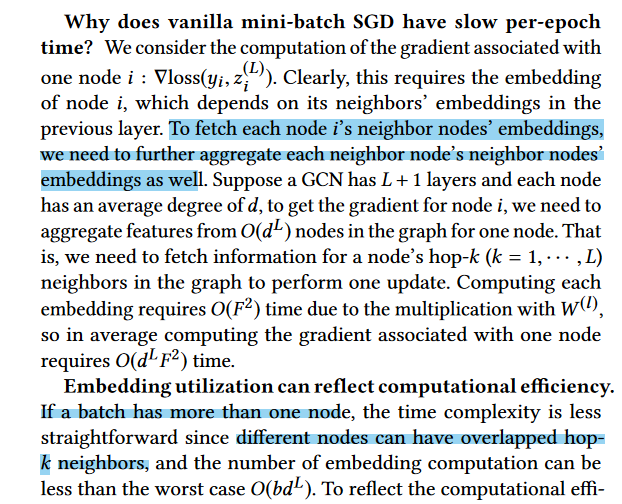 Why does vanilla mini-batch SGD have slow per-epoch
time? We consider the computation of the gradient associated with
one node i : ∇loss(y_i, z_i^{(L)}). Clearly, this requires the embedding
of node i, which depends on its neighbors' embeddings in the
previous layer. To fetch each node i's neighbor nodes' embeddings,
we need to further aggregate each neighbor node's neighbor nodes'
embeddings as well. Suppose a GCN has L + 1 layers and each node
has an average degree of d, to get the gradient for node i, we need to
aggregate features from O(d^L) nodes in the graph for one node. That
is, we need to fetch information for a node's hop-k (k = 1, · · · , L)
neighbors in the graph to perform one update. Computing each
embedding requires O(F^2) time due to the multiplication with W^{(l)},
so in average computing the gradient associated with one node
requires O(d^L F^2) time.
Embedding utilization can reflect computational efficiency.
If a batch has more than one node, the time complexity is less
straightforward since different nodes can have overlapped hop-
k neighbors, and the number of embedding computation can be
less than the worst case O(bd^L). To reflect the computational effi-